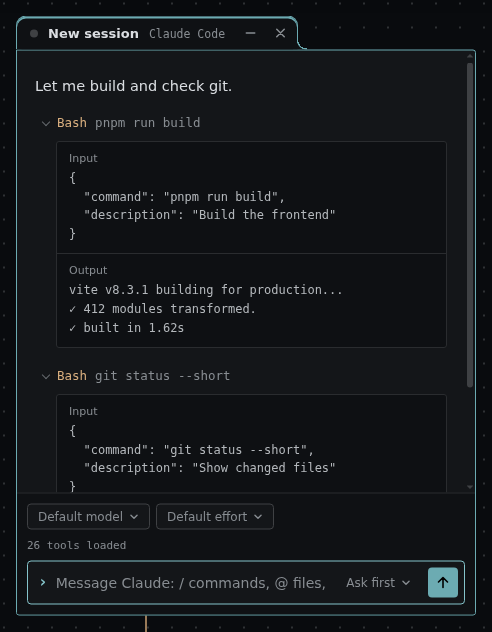 New session Claude Code
Let me build and check git.
Bash pnpm run build
Input
{
"command": "pnpm run build",
"description": "Build the frontend"
}
Output
vite v8.3.1 building for production...
✓ 412 modules transformed.
✓ built in 1.62s
Bash git status --short
Input
{
"command": "git status --short",
"description": "Show changed files"
}
Default model Default effort
26 tools loaded
› Message Claude: / commands, @ files, Ask first